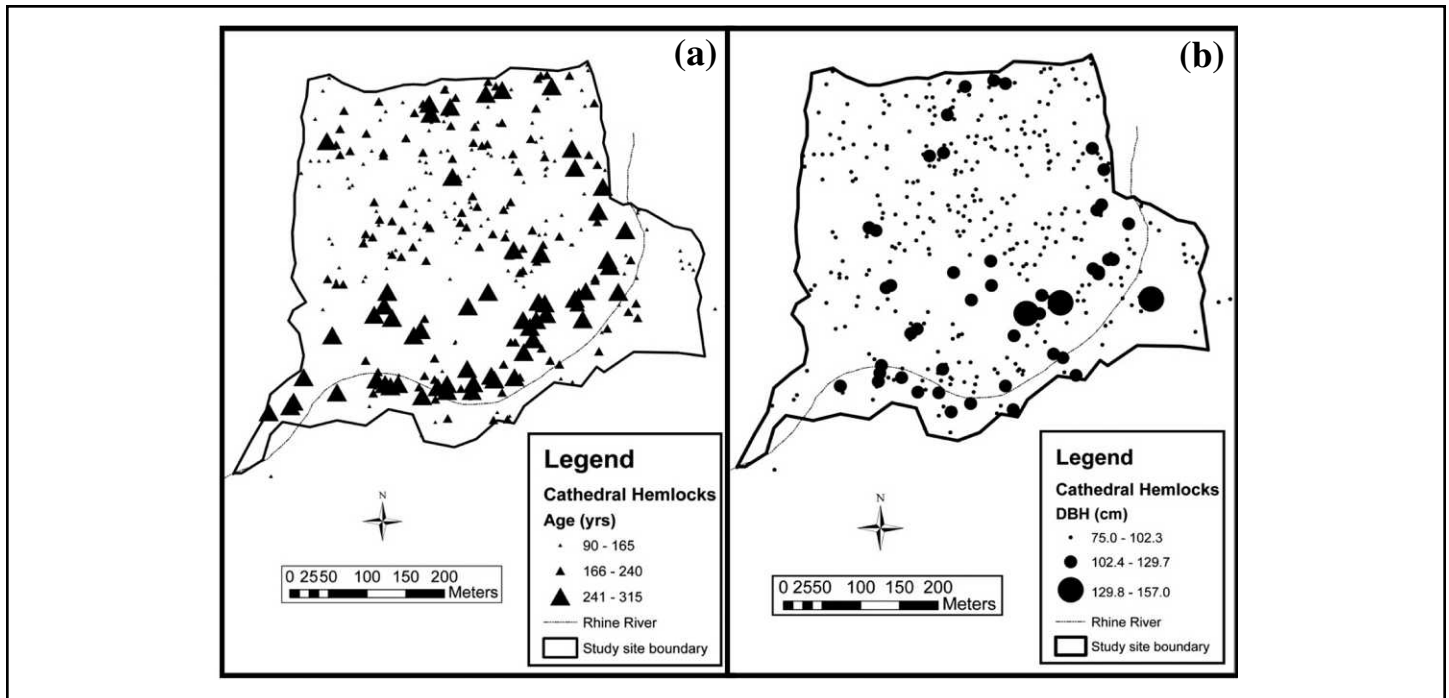 (a)
N
0 2550 100 150 200
Meters
Legend
Cathedral Hemlocks
Age (yrs)
90 - 165
166 - 240
241 - 315
Rhine River
Study site boundary
(b)
N
0 2550 100 150 200
Meters
Legend
Cathedral Hemlocks
DBH (cm)
75.0 - 102.3
102.4 - 129.7
129.8 - 157.0
Rhine River
Study site boundary